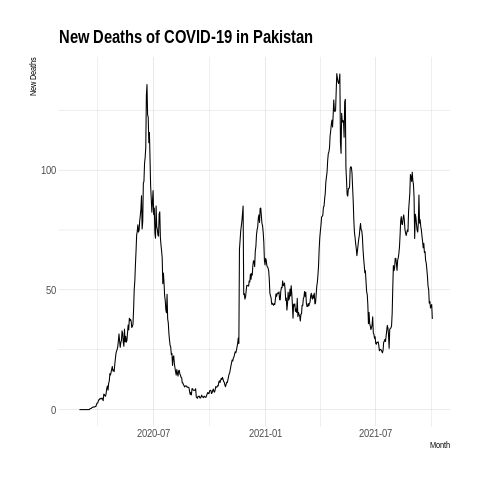 New Deaths of COVID-19 in Pakistan
New Deaths
100
50
0
2020-07 2021-01 2021-07
Month